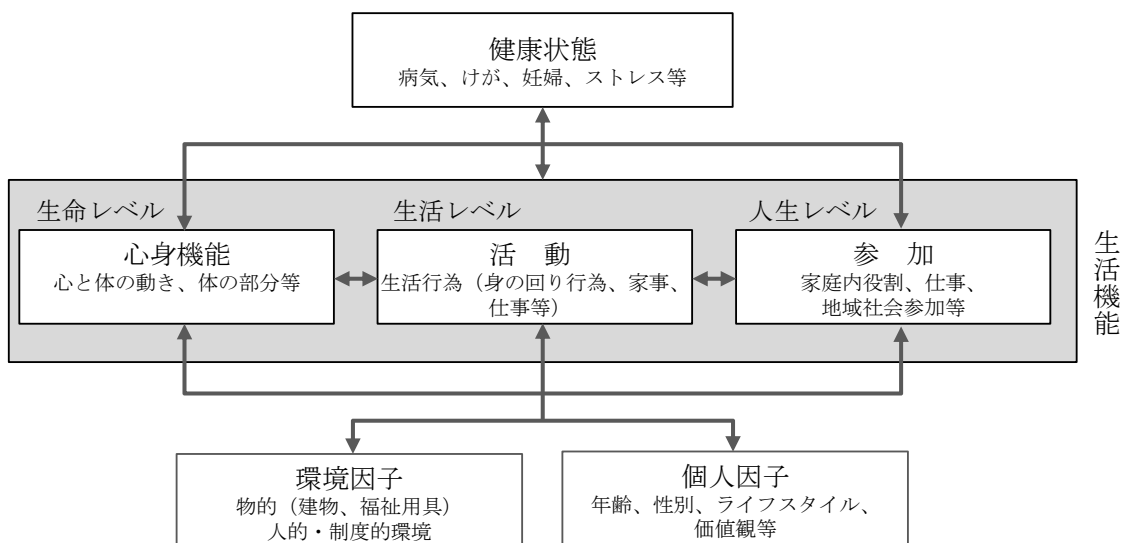 健康状態
病気、けが、妊婦、ストレス等
生命レベル
生活レベル
人生レベル
心身機能
心と体の動き、体の部分等
活　動
生活行為（身の回り行為、家事、
仕事等）
参　加
家庭内役割、仕事、
地域社会参加等
生活機能
環境因子
物的（建物、福祉用具）
人的・制度的環境
個人因子
年齢、性別、ライフスタイル、
価値観等